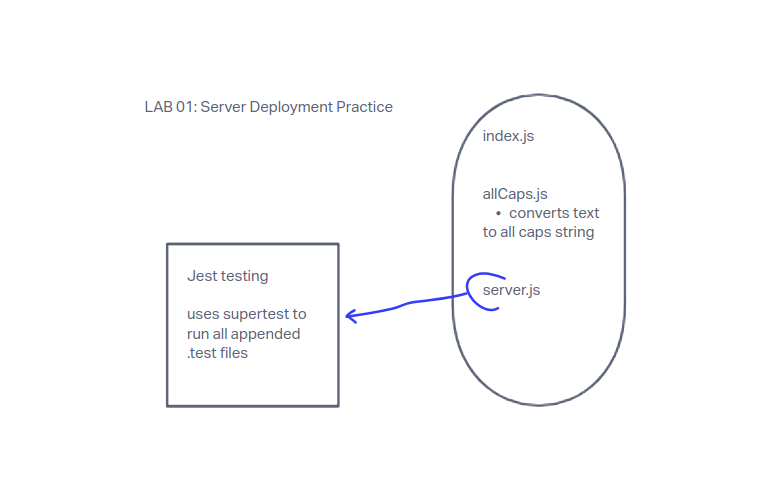 LAB 01: Server Deployment Practice
index.js
allCaps.js
• converts text
to all caps string
server.js
Jest testing
uses supertest to
run all appended
.test files